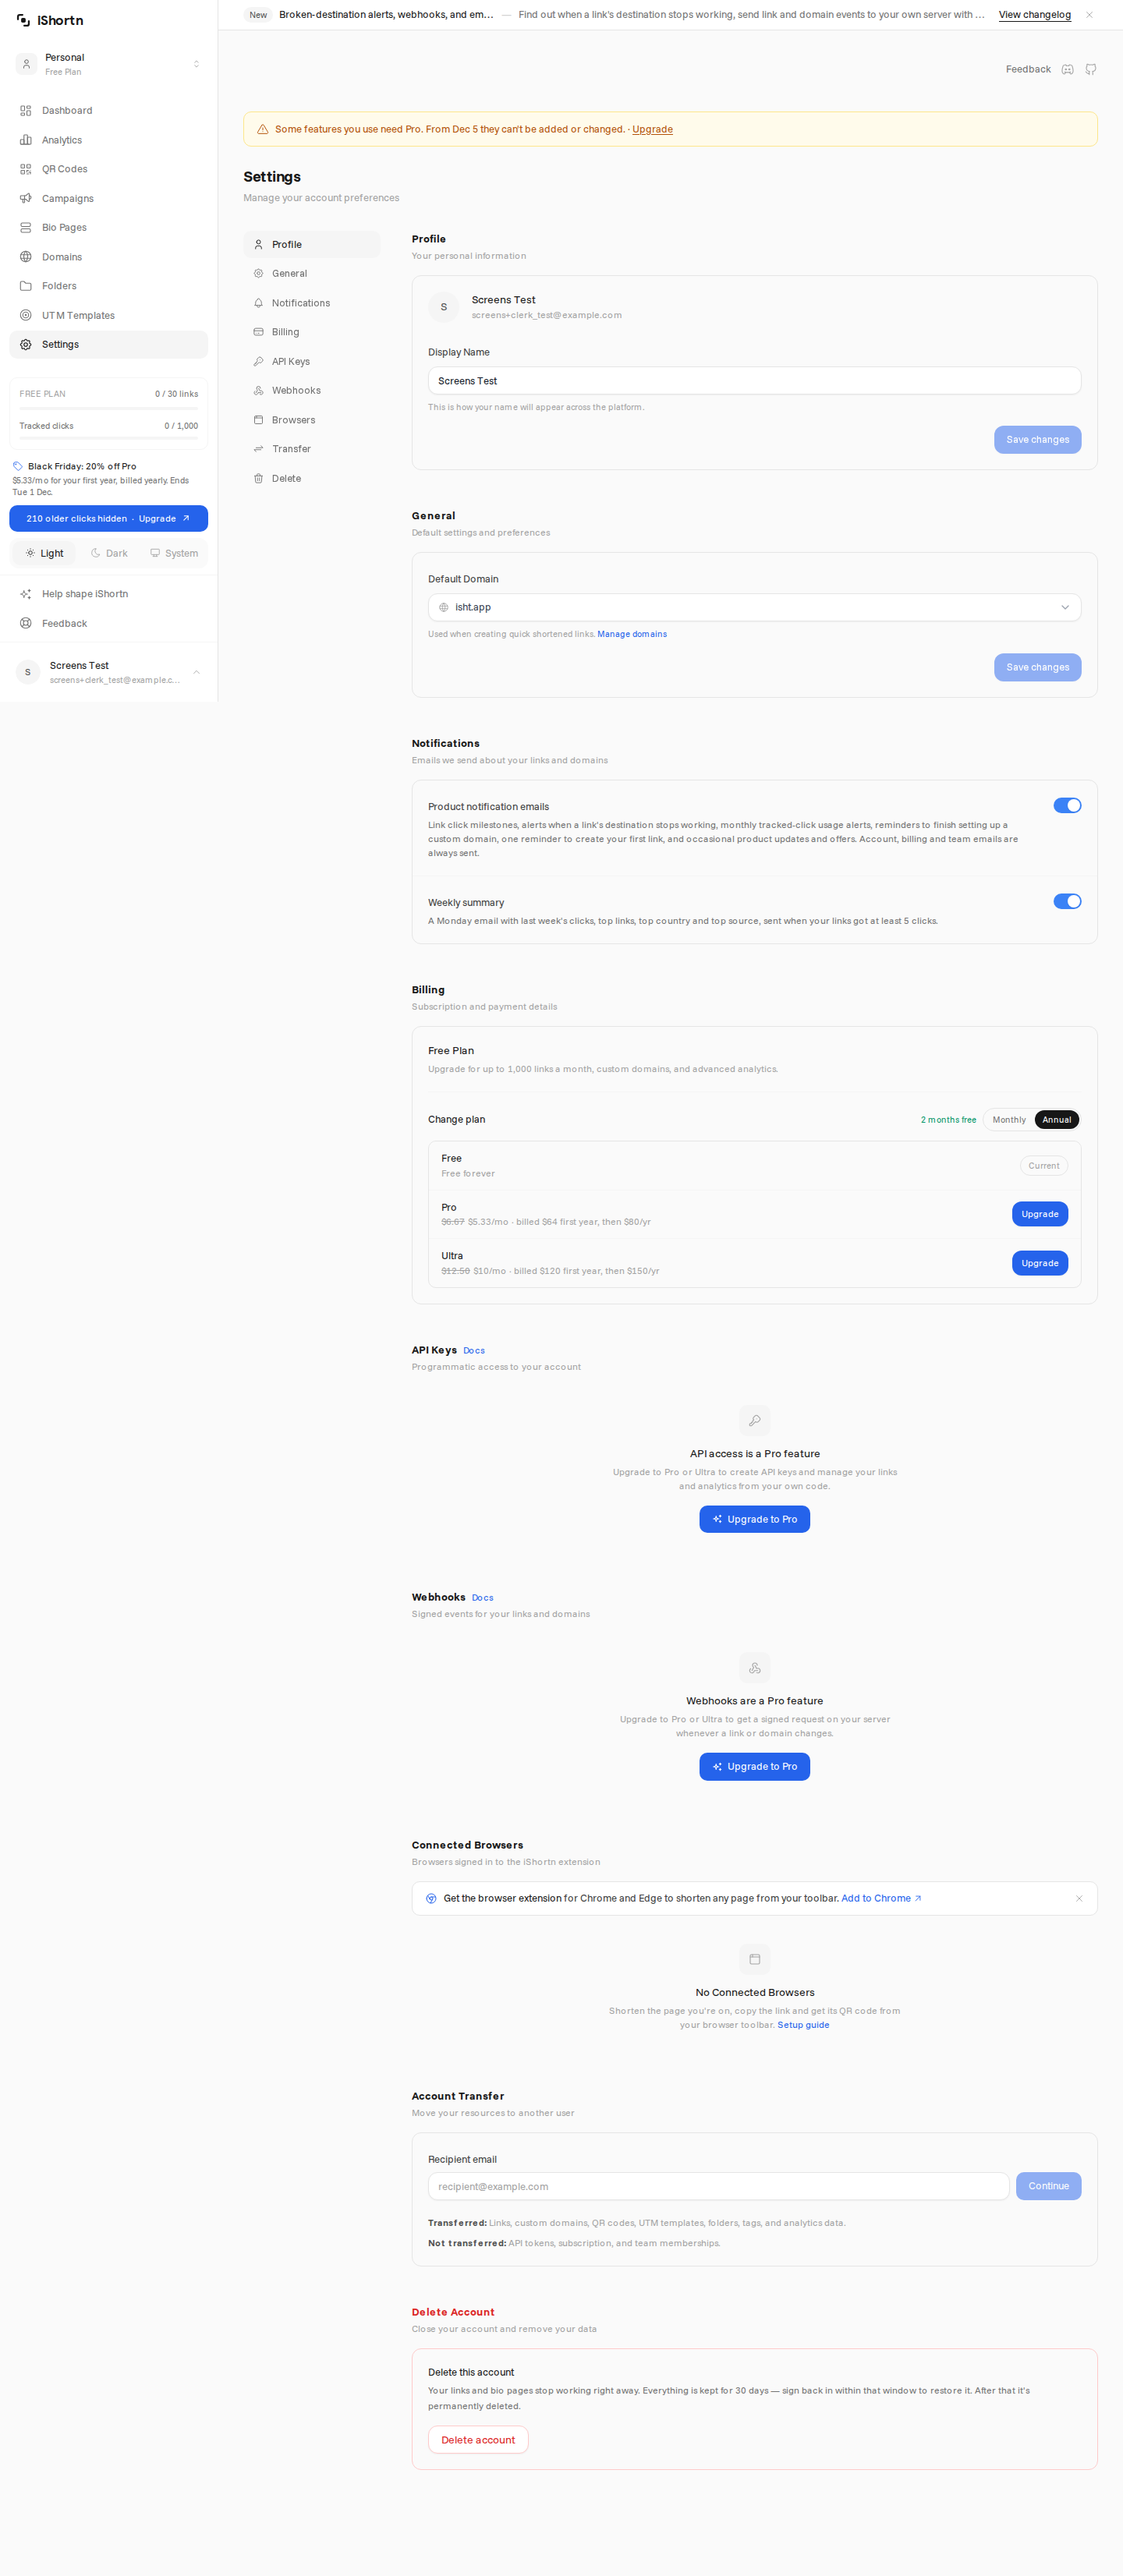 iShortn
Personal
Free Plan
Dashboard
Analytics
QR Codes
Campaigns
Bio Pages
Domains
Folders
UTM Templates
Settings
FREE PLAN 0 / 30 links
Tracked clicks 0 / 1,000
Black Friday: 20% off Pro
$5.33/mo for your first year, billed yearly. Ends
Tue 1 Dec.
210 older clicks hidden · Upgrade
Light Dark System
Help shape iShortn
Feedback
S Screens Test
screens+clerk_test@example.c...
New Broken-destination alerts, webhooks, and em... — Find out when a link's destination stops working, send link and domain events to your own server with ... View changelog
Feedback
Some features you use need Pro. From Dec 5 they can't be added or changed. · Upgrade
Settings
Manage your account preferences
Profile
General
Notifications
Billing
API Keys
Webhooks
Browsers
Transfer
Delete
Profile
Your personal information
S Screens Test
screens+clerk_test@example.com
Display Name
Screens Test
This is how your name will appear across the platform.
Save changes
General
Default settings and preferences
Default Domain
isht.app
Used when creating quick shortened links. Manage domains
Save changes
Notifications
Emails we send about your links and domains
Product notification emails
Link click milestones, alerts when a link's destination stops working, monthly tracked-click usage alerts, reminders to finish setting up a
custom domain, one reminder to create your first link, and occasional product updates and offers. Account, billing and team emails are
always sent.
Weekly summary
A Monday email with last week's clicks, top links, top country and top source, sent when your links got at least 5 clicks.
Billing
Subscription and payment details
Free Plan
Upgrade for up to 1,000 links a month, custom domains, and advanced analytics.
Change plan 2 months free Monthly Annual
Free
Free forever
Current
Pro
$6.67 $5.33/mo · billed $64 first year, then $80/yr
Upgrade
Ultra
$12.50 $10/mo · billed $120 first year, then $150/yr
Upgrade
API Keys Docs
Programmatic access to your account
API access is a Pro feature
Upgrade to Pro or Ultra to create API keys and manage your links
and analytics from your own code.
Upgrade to Pro
Webhooks Docs
Signed events for your links and domains
Webhooks are a Pro feature
Upgrade to Pro or Ultra to get a signed request on your server
whenever a link or domain changes.
Upgrade to Pro
Connected Browsers
Browsers signed in to the iShortn extension
Get the browser extension for Chrome and Edge to shorten any page from your toolbar. Add to Chrome
No Connected Browsers
Shorten the page you're on, copy the link and get its QR code from
your browser toolbar. Setup guide
Account Transfer
Move your resources to another user
Recipient email
recipient@example.com
Continue
Transferred: Links, custom domains, QR codes, UTM templates, folders, tags, and analytics data.
Not transferred: API tokens, subscription, and team memberships.
Delete Account
Close your account and remove your data
Delete this account
Your links and bio pages stop working right away. Everything is kept for 30 days — sign back in within that window to restore it. After that it's
permanently deleted.
Delete account